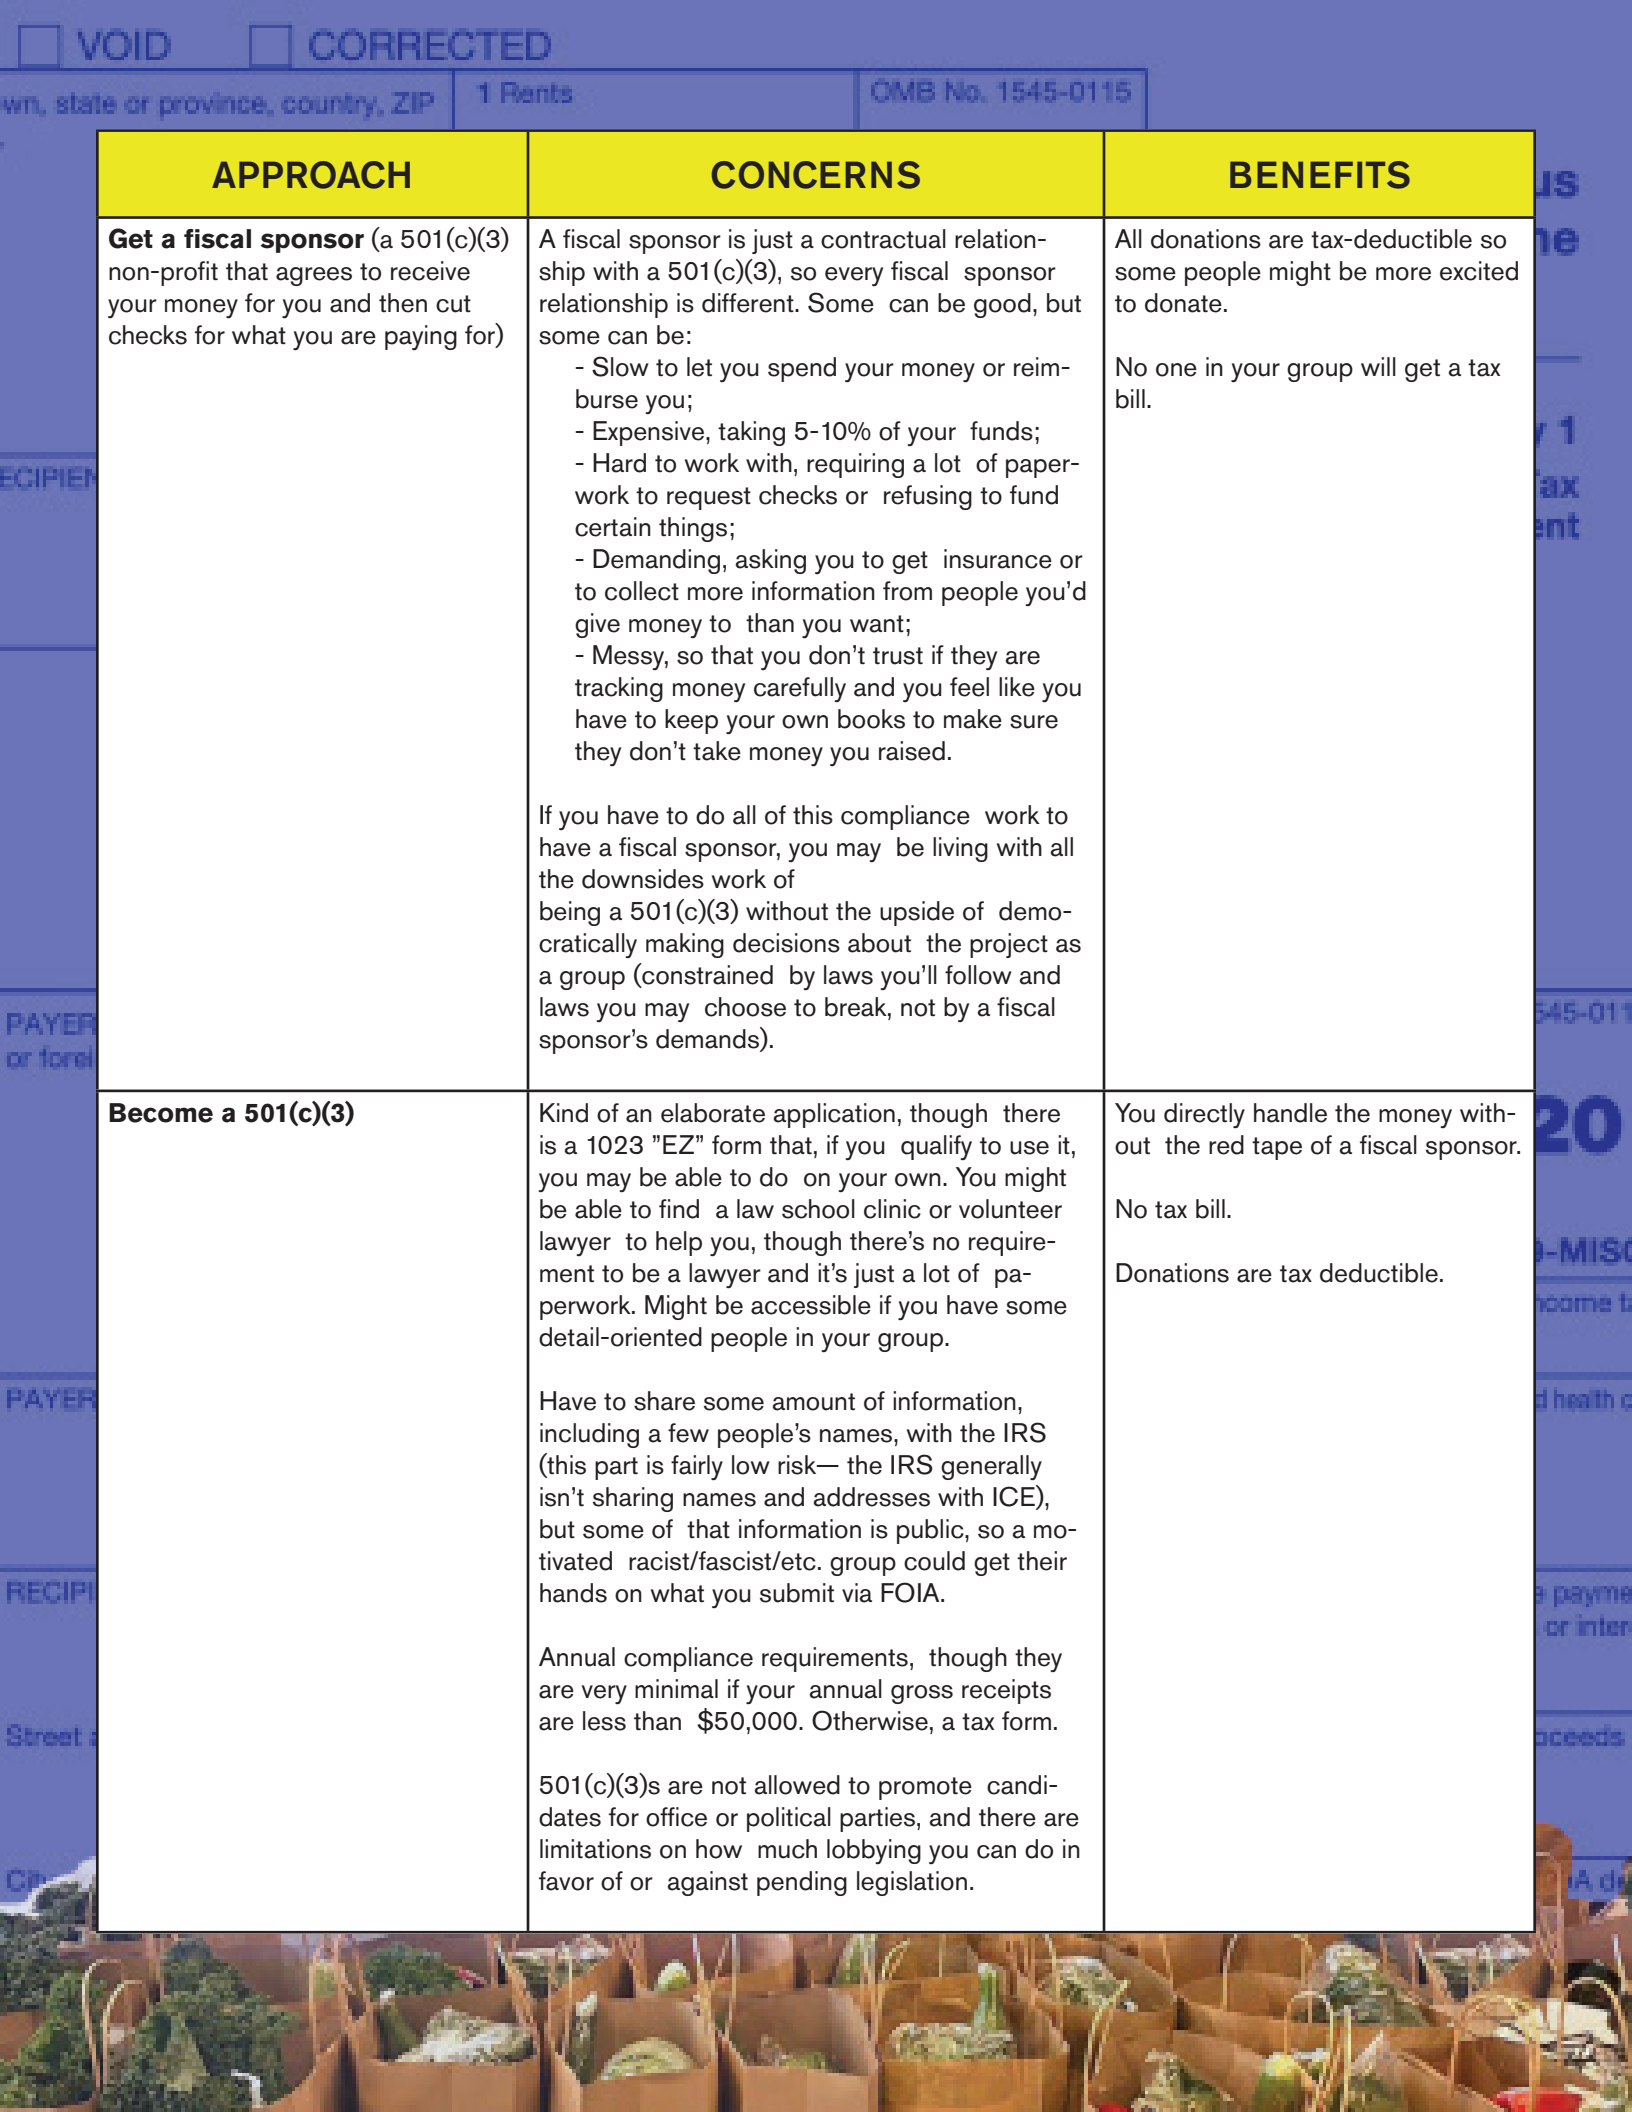 VOID CORRECTED
state or province, country, ZIP
1 Rents
OMB No. 1545-0115
APPROACH
CONCERNS
BENEFITS
Get a fiscal sponsor (a 501(c)(3)
non-profit that agrees to receive
your money for you and then cut
checks for what you are paying for)
A fiscal sponsor is just a contractual relation-
ship with a 501(c)(3), so every fiscal sponsor
relationship is different. Some can be good, but
some can be:
- Slow to let you spend your money or reim-
burse you;
- Expensive, taking 5-10% of your funds;
- Hard to work with, requiring a lot of paper-
work to request checks or refusing to fund
certain things;
- Demanding, asking you to get insurance or
to collect more information from people you'd
give money to than you want;
- Messy, so that you don't trust if they are
tracking money carefully and you feel like you
have to keep your own books to make sure
they don't take money you raised.
If you have to do all of this compliance work to
have a fiscal sponsor, you may be living with all
the downsides work of
being a 501(c)(3) without the upside of demo-
cratically making decisions about the project as
a group (constrained by laws you'll follow and
laws you may choose to break, not by a fiscal
sponsor's demands).
All donations are tax-deductible so
some people might be more excited
to donate.
No one in your group will get a tax
bill.
Become a 501(c)(3)
Kind of an elaborate application, though there
is a 1023 "EZ" form that, if you qualify to use it,
you may be able to do on your own. You might
be able to find a law school clinic or volunteer
lawyer to help you, though there's no require-
ment to be a lawyer and it's just a lot of pa-
perwork. Might be accessible if you have some
detail-oriented people in your group.
Have to share some amount of information,
including a few people's names, with the IRS
(this part is fairly low risk— the IRS generally
isn't sharing names and addresses with ICE),
but some of that information is public, so a mo-
tivated racist/fascist/etc. group could get their
hands on what you submit via FOIA.
Annual compliance requirements, though they
are very minimal if your annual gross receipts
are less than $50,000. Otherwise, a tax form.
501(c)(3)s are not allowed to promote candi-
dates for office or political parties, and there are
limitations on how much lobbying you can do in
favor of or against pending legislation.
You directly handle the money with-
out the red tape of a fiscal sponsor.
No tax bill.
Donations are tax deductible.
PAYER
or
PAYER
Street
1
20
-MISC
health
or